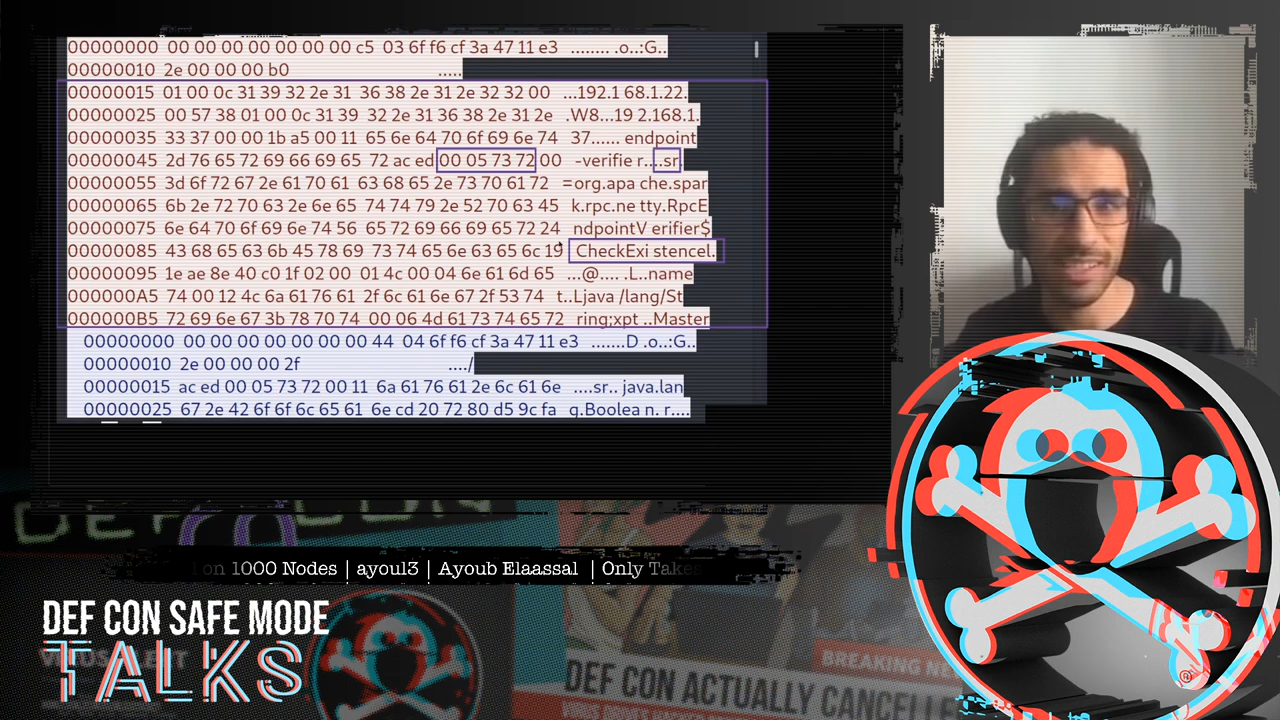 00000000 00 00 00 00 00 00 00 c5 03 6f f6 cf 3a 47 11 e3 ........ .o..:G..
00000010 2e 00 00 00 b0 .....
00000015 01 00 0c 31 39 32 2e 31 36 38 2e 31 2e 32 32 00 ...192.1 68.1.22.
00000025 00 57 38 01 00 0c 31 39 32 2e 31 36 38 2e 31 2e .W8...19 2.168.1.
00000035 33 37 00 00 1b a5 00 11 65 6e 64 70 6f 69 6e 74 37...... endpoint
00000045 2d 76 65 72 69 66 69 65 72 ac ed 00 05 73 72 00 -verifie r....sr
00000055 3d 6f 72 67 2e 61 70 61 63 68 65 2e 73 70 61 72 =org.apa che.spar
00000065 6b 2e 72 70 63 2e 6e 65 74 74 79 2e 52 70 63 45 k.rpc.ne tty.RpcE
00000075 6e 64 70 6f 69 6e 74 56 65 72 69 66 69 65 72 24 ndpointV erifier$
00000085 43 68 65 63 6b 45 78 69 73 74 65 6e 63 65 6c 19 CheckExi stencel.
00000095 1e ae 8e 40 c0 1f 02 00 01 4c 00 04 6e 61 6d 65 ...@.... .L..name
000000A5 74 00 12 4c 6a 61 76 61 2f 6c 61 6e 67 2f 53 74 t..Ljava /lang/St
000000B5 72 69 6e 67 3b 78 70 74 00 06 4d 61 73 74 65 72 ring;xpt ..Master
00000000 00 00 00 00 00 00 00 44 04 6f f6 cf 3a 47 11 e3 .......D .o..:G..
00000010 2e 00 00 00 2f ..../
00000015 ac ed 00 05 73 72 00 11 6a 61 76 61 2e 6c 61 6e ....sr.. java.lan
00000025 67 2e 42 6f 6f 6c 65 61 6e cd 20 72 80 d5 9c fa g.Boolea n. r....
DEF CON
on 1000 Nodes | ayoul3 | Ayoub Elaassal | Only Takes
DEF CON SAFE MODE
TALKS
BREAKING NE
DEF CON ACTUALLY CANCELLE